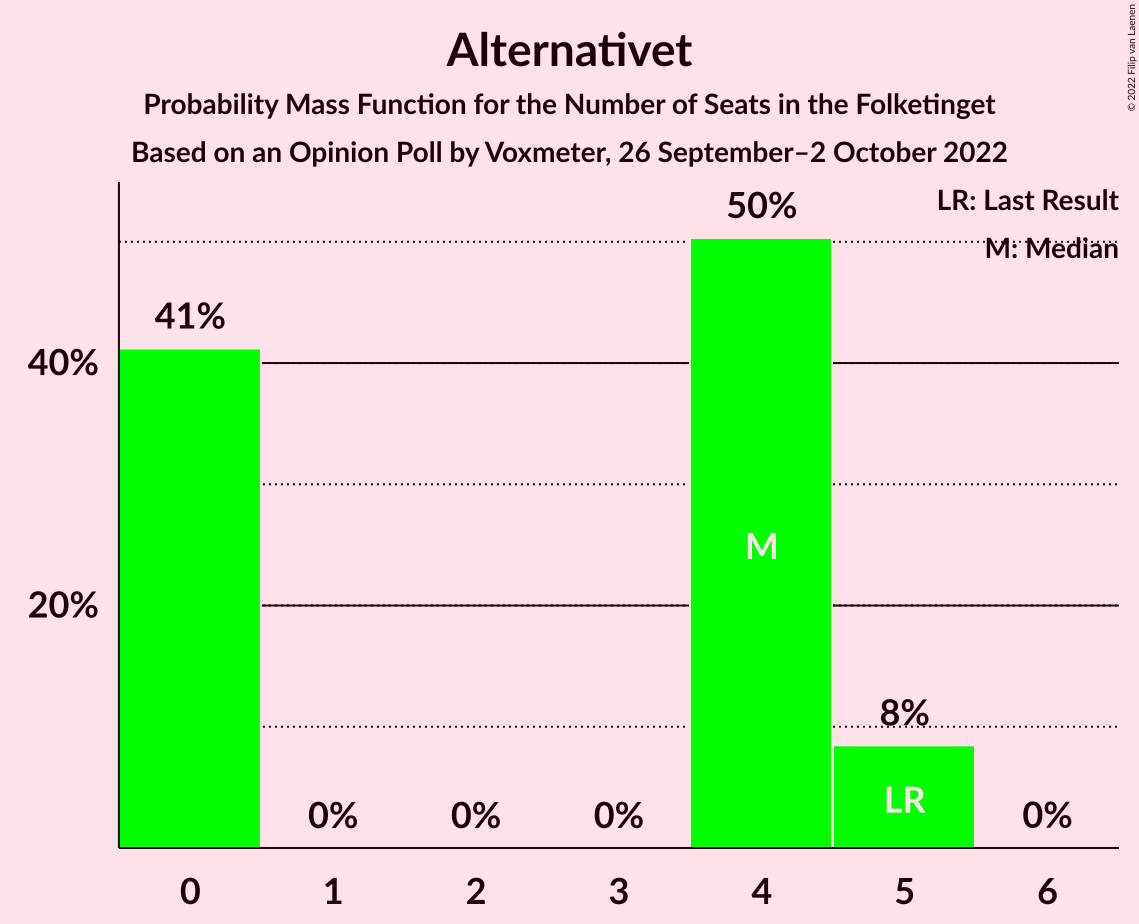 Alternativet
Probability Mass Function for the Number of Seats in the Folketinget
Based on an Opinion Poll by Voxmeter, 26 September–2 October 2022
© 2022 Filip van Laenen
LR: Last Result
M: Median
50%
41%
40%
M
20%
8%
LR
0%
0%
0%
0%
0
1
2
3
4
5
6